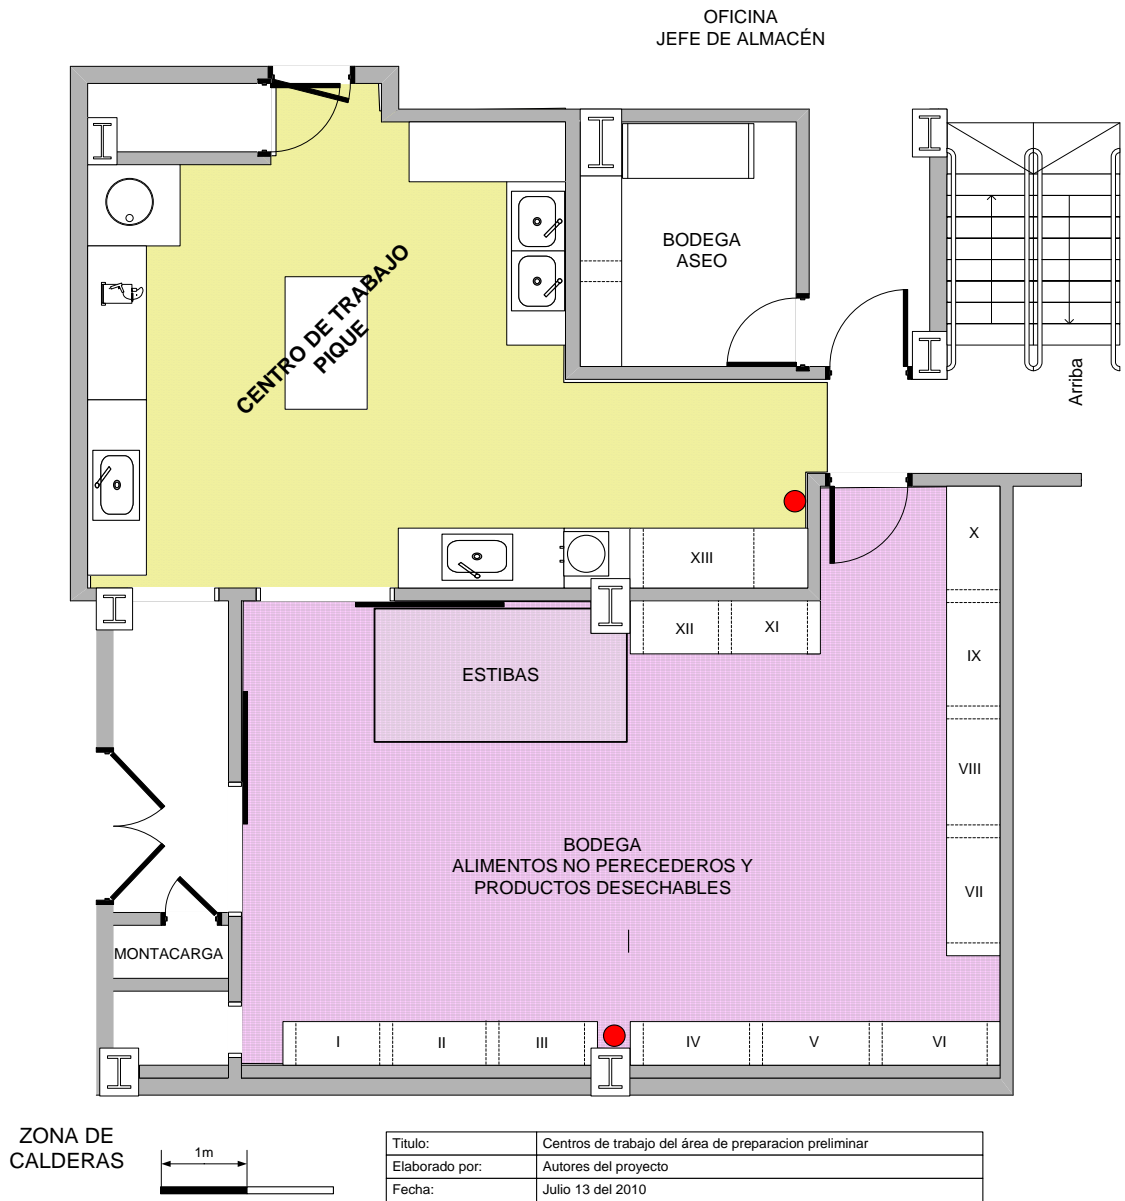 OFICINA
JEFE DE ALMACÉN
BODEGA
ASEO
CENTRO DE TRABAJO
PIQUE
Arriba
XIII
X
XII
XI
IX
ESTIBAS
VIII
BODEGA
ALIMENTOS NO PERECEDEROS Y
PRODUCTOS DESECHABLES
VII
MONTACARGA
I
II
III
IV
V
VI
ZONA DE
CALDERAS
1m
Titulo: Centros de trabajo del área de preparacion preliminar
Elaborado por: Autores del proyecto
Fecha: Julio 13 del 2010